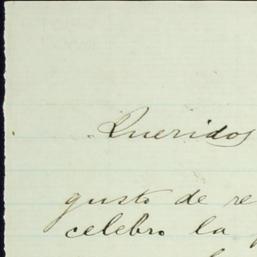 Queridos
gusto de re
celebro la